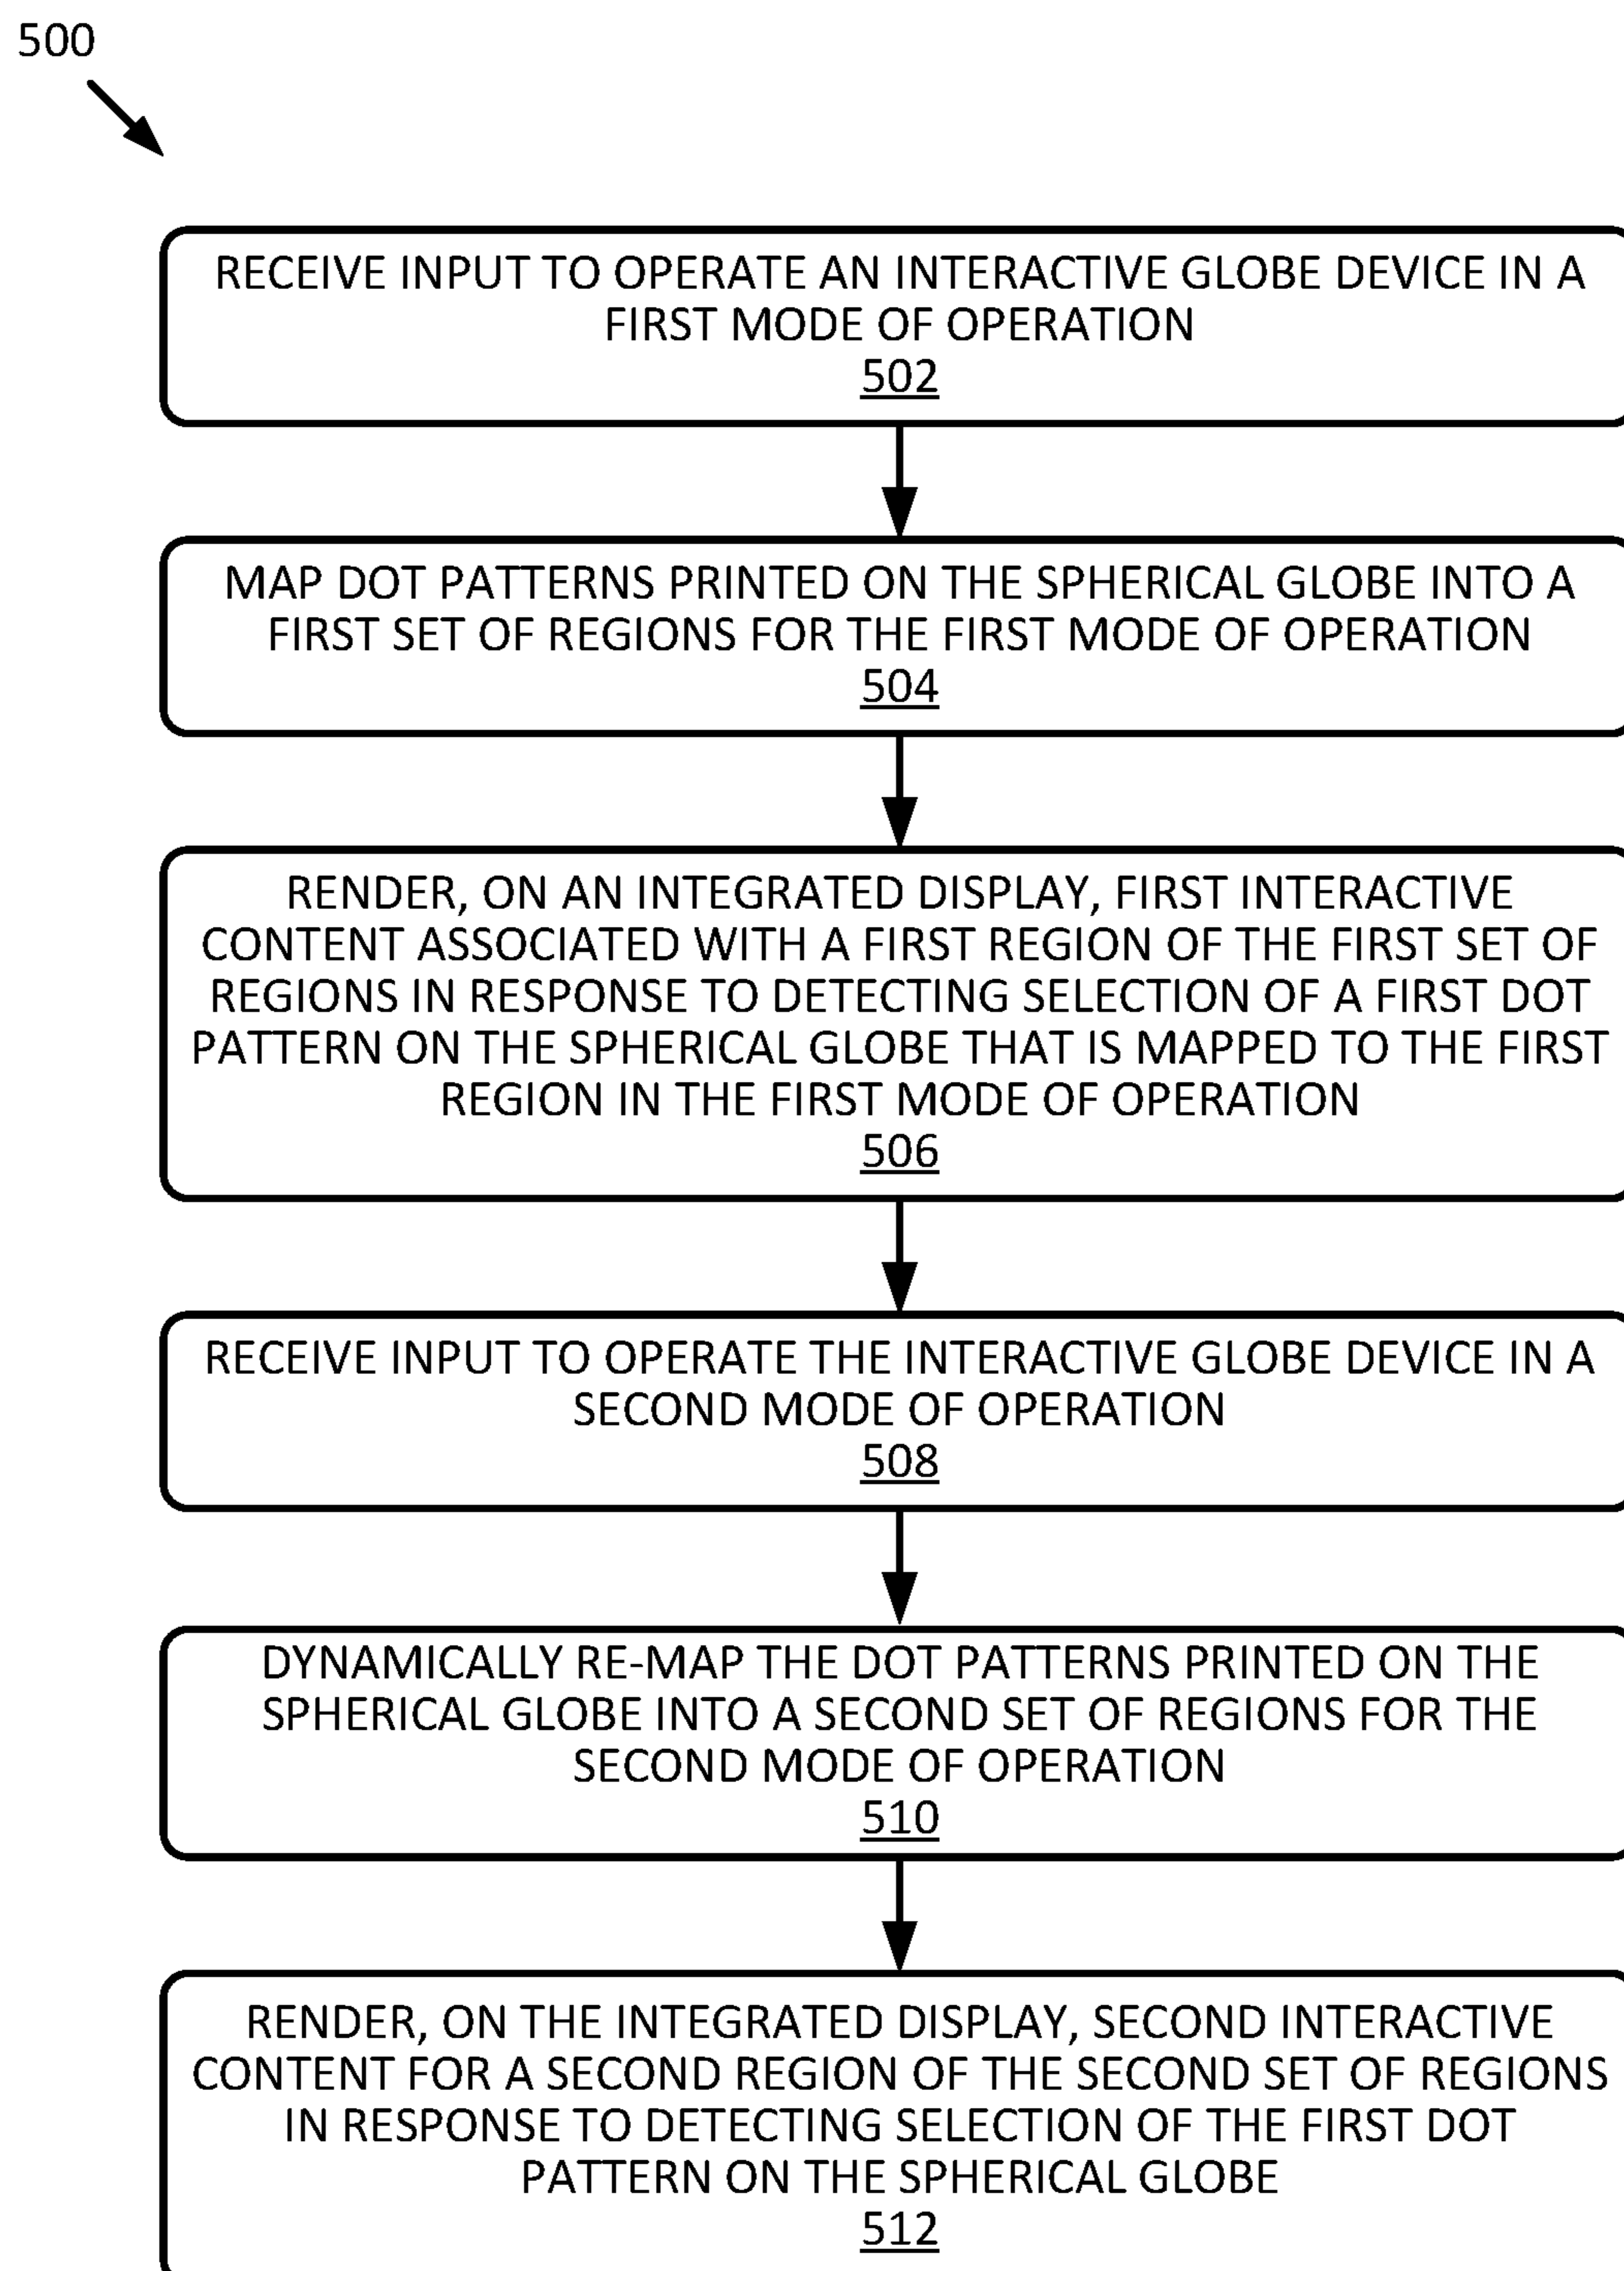 500
RECEIVE INPUT TO OPERATE AN INTERACTIVE GLOBE DEVICE IN A
FIRST MODE OF OPERATION
502
MAP DOT PATTERNS PRINTED ON THE SPHERICAL GLOBE INTO A
FIRST SET OF REGIONS FOR THE FIRST MODE OF OPERATION
504
RENDER, ON AN INTEGRATED DISPLAY, FIRST INTERACTIVE
CONTENT ASSOCIATED WITH A FIRST REGION OF THE FIRST SET OF
REGIONS IN RESPONSE TO DETECTING SELECTION OF A FIRST DOT
PATTERN ON THE SPHERICAL GLOBE THAT IS MAPPED TO THE FIRST
REGION IN THE FIRST MODE OF OPERATION
506
RECEIVE INPUT TO OPERATE THE INTERACTIVE GLOBE DEVICE IN A
SECOND MODE OF OPERATION
508
DYNAMICALLY RE-MAP THE DOT PATTERNS PRINTED ON THE
SPHERICAL GLOBE INTO A SECOND SET OF REGIONS FOR THE
SECOND MODE OF OPERATION
510
RENDER, ON THE INTEGRATED DISPLAY, SECOND INTERACTIVE
CONTENT FOR A SECOND REGION OF THE SECOND SET OF REGIONS
IN RESPONSE TO DETECTING SELECTION OF THE FIRST DOT
PATTERN ON THE SPHERICAL GLOBE
512